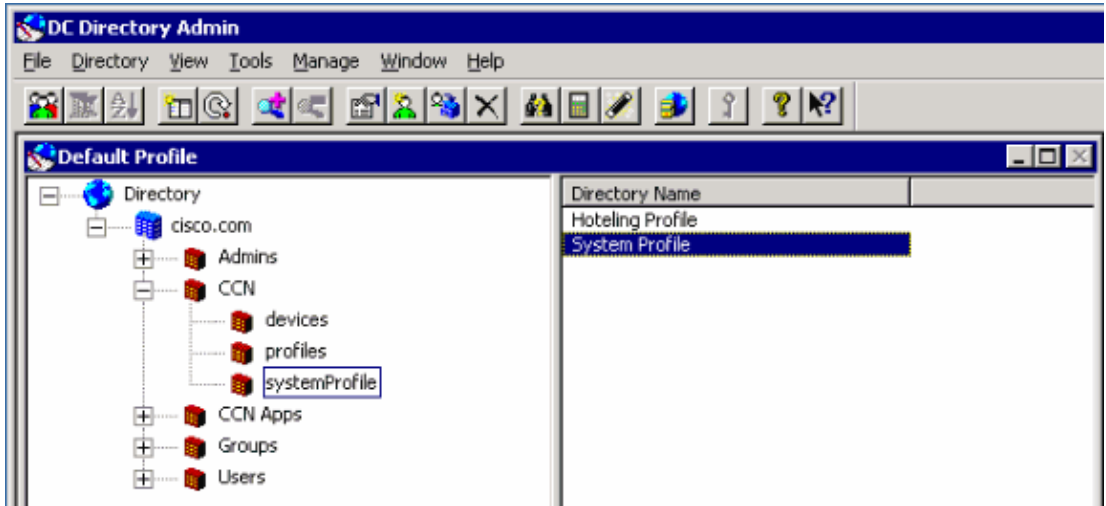 DC Directory Admin
File Directory View Tools Manage Window Help
Default Profile
Directory
cisco.com
Admins
CCN
devices
profiles
systemProfile
CCN Apps
Groups
Users
Directory Name
Hoteling Profile
System Profile